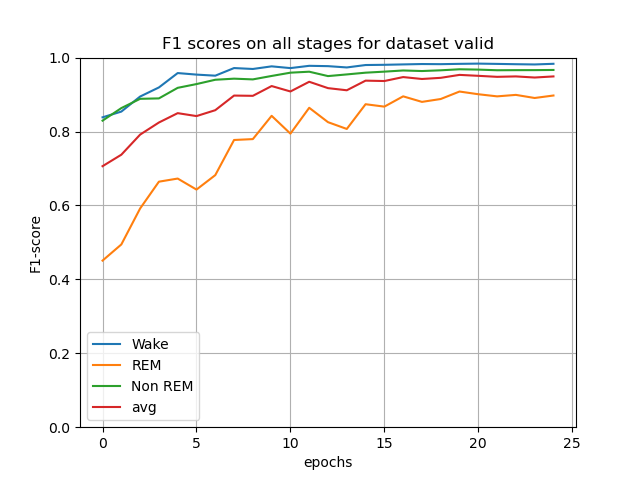 F1 scores on all stages for dataset valid
1.0
0.8
0.6
0.4
0.2
0.0
F1-score
Wake
REM
Non REM
avg
0 5 10 15 20 25
epochs